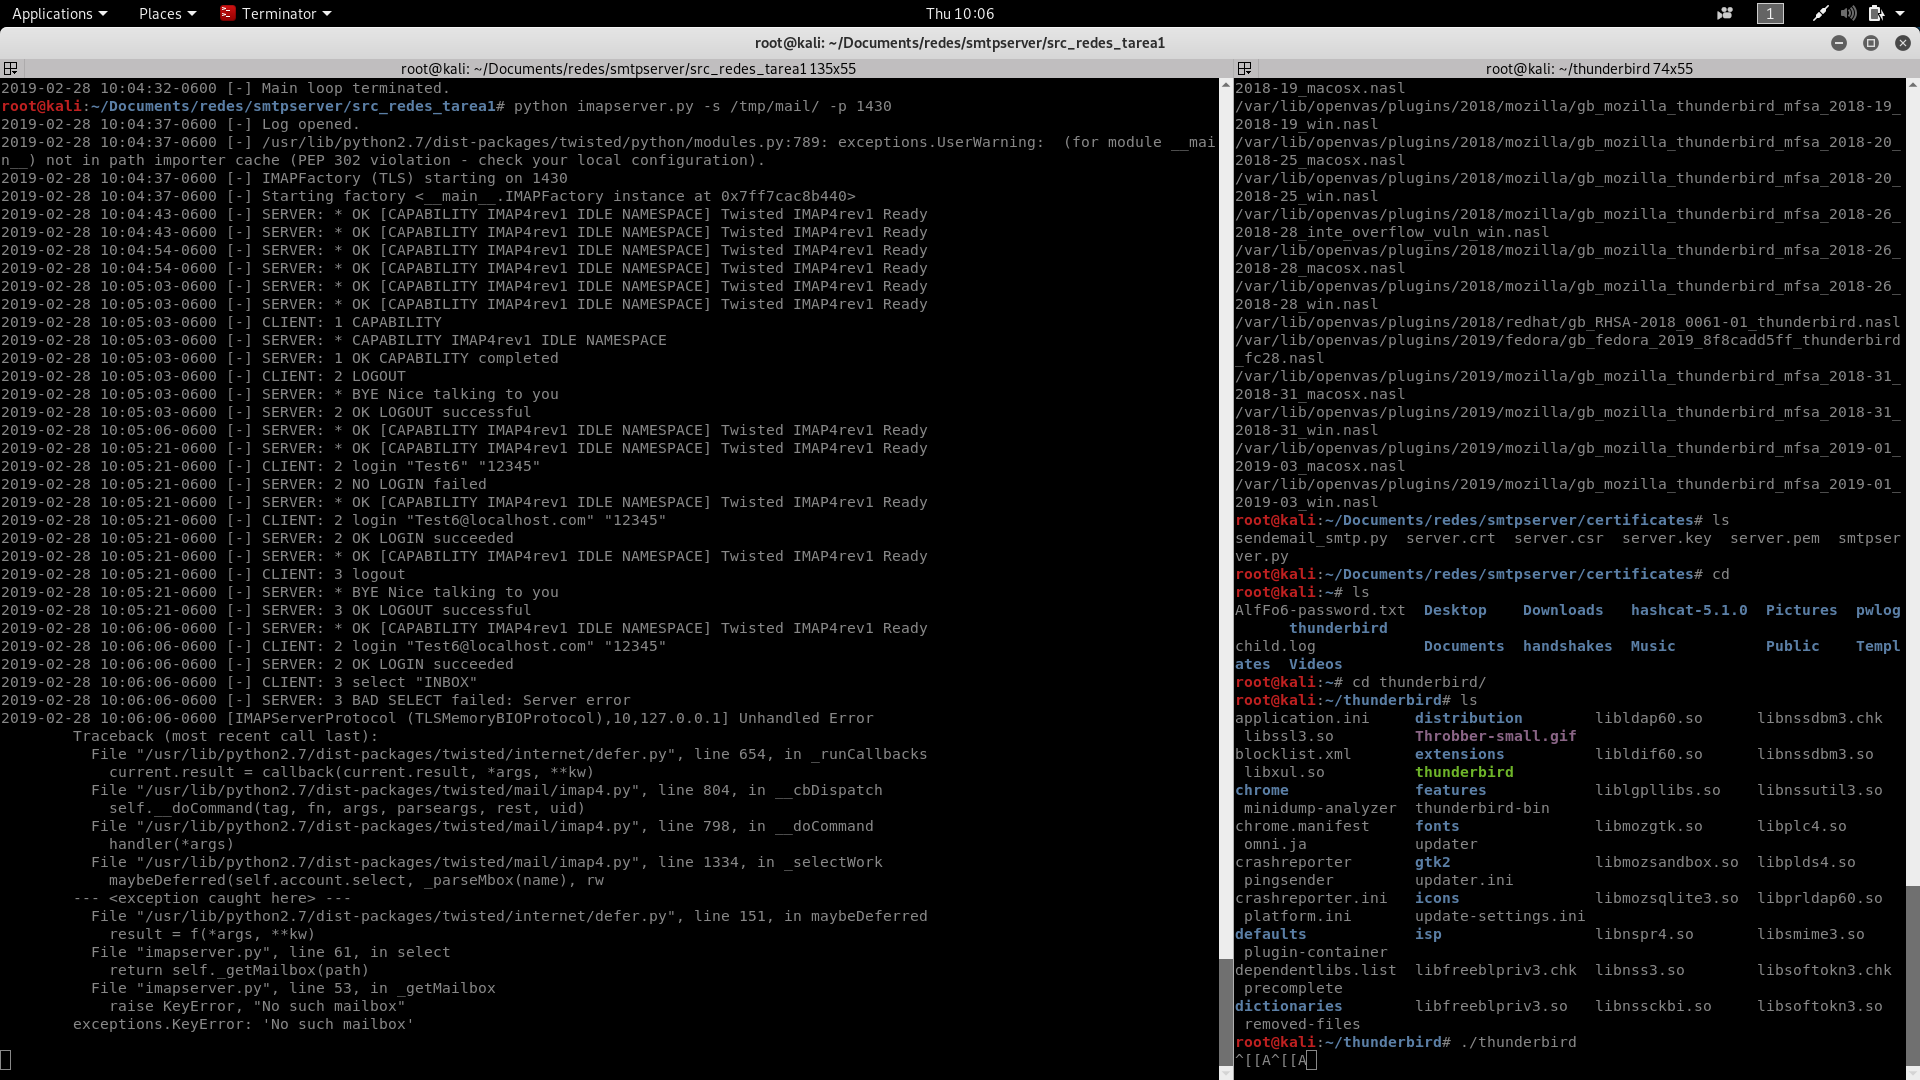 Applications Places Terminator Thu 10:06 1
root@kali: ~/Documents/redes/smtpserver/src_redes_tarea1
root@kali: ~/Documents/redes/smtpserver/src_redes_tarea1 135x55
2019-02-28 10:04:32-0600 [-] Main loop terminated.
root@kali:~/Documents/redes/smtpserver/src_redes_tarea1# python imapserver.py -s /tmp/mail/ -p 1430
2019-02-28 10:04:37-0600 [-] Log opened.
2019-02-28 10:04:37-0600 [-] /usr/lib/python2.7/dist-packages/twisted/python/modules.py:789: exceptions.UserWarning:  (for module __mai
n__) not in path importer cache (PEP 302 violation - check your local configuration).
2019-02-28 10:04:37-0600 [-] IMAPFactory (TLS) starting on 1430
2019-02-28 10:04:37-0600 [-] Starting factory <__main__.IMAPFactory instance at 0x7ff7cac8b440>
2019-02-28 10:04:43-0600 [-] SERVER: * OK [CAPABILITY IMAP4rev1 IDLE NAMESPACE] Twisted IMAP4rev1 Ready
2019-02-28 10:04:43-0600 [-] SERVER: * OK [CAPABILITY IMAP4rev1 IDLE NAMESPACE] Twisted IMAP4rev1 Ready
2019-02-28 10:04:54-0600 [-] SERVER: * OK [CAPABILITY IMAP4rev1 IDLE NAMESPACE] Twisted IMAP4rev1 Ready
2019-02-28 10:04:54-0600 [-] SERVER: * OK [CAPABILITY IMAP4rev1 IDLE NAMESPACE] Twisted IMAP4rev1 Ready
2019-02-28 10:05:03-0600 [-] SERVER: * OK [CAPABILITY IMAP4rev1 IDLE NAMESPACE] Twisted IMAP4rev1 Ready
2019-02-28 10:05:03-0600 [-] SERVER: * OK [CAPABILITY IMAP4rev1 IDLE NAMESPACE] Twisted IMAP4rev1 Ready
2019-02-28 10:05:03-0600 [-] CLIENT: 1 CAPABILITY
2019-02-28 10:05:03-0600 [-] SERVER: * CAPABILITY IMAP4rev1 IDLE NAMESPACE
2019-02-28 10:05:03-0600 [-] SERVER: 1 OK CAPABILITY completed
2019-02-28 10:05:03-0600 [-] CLIENT: 2 LOGOUT
2019-02-28 10:05:03-0600 [-] SERVER: * BYE Nice talking to you
2019-02-28 10:05:03-0600 [-] SERVER: 2 OK LOGOUT successful
2019-02-28 10:05:06-0600 [-] SERVER: * OK [CAPABILITY IMAP4rev1 IDLE NAMESPACE] Twisted IMAP4rev1 Ready
2019-02-28 10:05:21-0600 [-] SERVER: * OK [CAPABILITY IMAP4rev1 IDLE NAMESPACE] Twisted IMAP4rev1 Ready
2019-02-28 10:05:21-0600 [-] CLIENT: 2 login "Test6" "12345"
2019-02-28 10:05:21-0600 [-] SERVER: 2 NO LOGIN failed
2019-02-28 10:05:21-0600 [-] SERVER: * OK [CAPABILITY IMAP4rev1 IDLE NAMESPACE] Twisted IMAP4rev1 Ready
2019-02-28 10:05:21-0600 [-] CLIENT: 2 login "Test6@localhost.com" "12345"
2019-02-28 10:05:21-0600 [-] SERVER: 2 OK LOGIN succeeded
2019-02-28 10:05:21-0600 [-] SERVER: * OK [CAPABILITY IMAP4rev1 IDLE NAMESPACE] Twisted IMAP4rev1 Ready
2019-02-28 10:05:21-0600 [-] CLIENT: 3 logout
2019-02-28 10:05:21-0600 [-] SERVER: * BYE Nice talking to you
2019-02-28 10:05:21-0600 [-] SERVER: 3 OK LOGOUT successful
2019-02-28 10:06:06-0600 [-] SERVER: * OK [CAPABILITY IMAP4rev1 IDLE NAMESPACE] Twisted IMAP4rev1 Ready
2019-02-28 10:06:06-0600 [-] CLIENT: 2 login "Test6@localhost.com" "12345"
2019-02-28 10:06:06-0600 [-] SERVER: 2 OK LOGIN succeeded
2019-02-28 10:06:06-0600 [-] CLIENT: 3 select "INBOX"
2019-02-28 10:06:06-0600 [-] SERVER: 3 BAD SELECT failed: Server error
2019-02-28 10:06:06-0600 [IMAPServerProtocol (TLSMemoryBIOProtocol),10,127.0.0.1] Unhandled Error
Traceback (most recent call last):
File "/usr/lib/python2.7/dist-packages/twisted/internet/defer.py", line 654, in _runCallbacks
current.result = callback(current.result, *args, **kw)
File "/usr/lib/python2.7/dist-packages/twisted/mail/imap4.py", line 804, in __cbDispatch
self.__doCommand(tag, fn, args, parseargs, rest, uid)
File "/usr/lib/python2.7/dist-packages/twisted/mail/imap4.py", line 798, in __doCommand
handler(*args)
File "/usr/lib/python2.7/dist-packages/twisted/mail/imap4.py", line 1334, in _selectWork
maybeDeferred(self.account.select, _parseMbox(name), rw
--- <exception caught here> ---
File "/usr/lib/python2.7/dist-packages/twisted/internet/defer.py", line 151, in maybeDeferred
result = f(*args, **kw)
File "imapserver.py", line 61, in select
return self._getMailbox(path)
File "imapserver.py", line 53, in _getMailbox
raise KeyError, "No such mailbox"
exceptions.KeyError: 'No such mailbox'
root@kali: ~/thunderbird 74x55
2018-19_macosx.nasl
/var/lib/openvas/plugins/2018/mozilla/gb_mozilla_thunderbird_mfsa_2018-19_
2018-19_win.nasl
/var/lib/openvas/plugins/2018/mozilla/gb_mozilla_thunderbird_mfsa_2018-20_
2018-25_macosx.nasl
/var/lib/openvas/plugins/2018/mozilla/gb_mozilla_thunderbird_mfsa_2018-20_
2018-25_win.nasl
/var/lib/openvas/plugins/2018/mozilla/gb_mozilla_thunderbird_mfsa_2018-26_
2018-28_inte_overflow_vuln_win.nasl
/var/lib/openvas/plugins/2018/mozilla/gb_mozilla_thunderbird_mfsa_2018-26_
2018-28_macosx.nasl
/var/lib/openvas/plugins/2018/mozilla/gb_mozilla_thunderbird_mfsa_2018-26_
2018-28_win.nasl
/var/lib/openvas/plugins/2018/redhat/gb_RHSA-2018_0061-01_thunderbird.nasl
/var/lib/openvas/plugins/2019/fedora/gb_fedora_2019_8f8cadd5ff_thunderbird
_fc28.nasl
/var/lib/openvas/plugins/2019/mozilla/gb_mozilla_thunderbird_mfsa_2018-31_
2018-31_macosx.nasl
/var/lib/openvas/plugins/2019/mozilla/gb_mozilla_thunderbird_mfsa_2018-31_
2018-31_win.nasl
/var/lib/openvas/plugins/2019/mozilla/gb_mozilla_thunderbird_mfsa_2019-01_
2019-03_macosx.nasl
/var/lib/openvas/plugins/2019/mozilla/gb_mozilla_thunderbird_mfsa_2019-01_
2019-03_win.nasl
root@kali:~/Documents/redes/smtpserver/certificates# ls
sendemail_smtp.py  server.crt  server.csr  server.key  server.pem  smtpser
ver.py
root@kali:~/Documents/redes/smtpserver/certificates# cd
root@kali:~# ls
AlfFo6-password.txt  Desktop    Downloads  hashcat-5.1.0  Pictures  pwlog
thunderbird
child.log            Documents  handshakes  Music          Public    Templ
ates  Videos
root@kali:~# cd thunderbird/
root@kali:~/thunderbird# ls
application.ini     distribution        libldap60.so      libnssdbm3.chk
libssl3.so         Throbber-small.gif
blocklist.xml       extensions          libldif60.so      libnssdbm3.so
libxul.so          thunderbird
chrome              features            liblgpllibs.so    libnssutil3.so
minidump-analyzer  thunderbird-bin
chrome.manifest     fonts               libmozgtk.so      libplc4.so
omni.ja            updater
crashreporter       gtk2                libmozsandbox.so  libplds4.so
pingsender         updater.ini
crashreporter.ini   icons               libmozsqlite3.so  libprldap60.so
platform.ini       update-settings.ini
defaults            isp                 libnspr4.so       libsmime3.so
plugin-container
dependentlibs.list  libfreeblpriv3.chk  libnss3.so        libsoftokn3.chk
precomplete
dictionaries        libfreeblpriv3.so   libnssckbi.so     libsoftokn3.so
removed-files
root@kali:~/thunderbird# ./thunderbird
^[[A^[[A